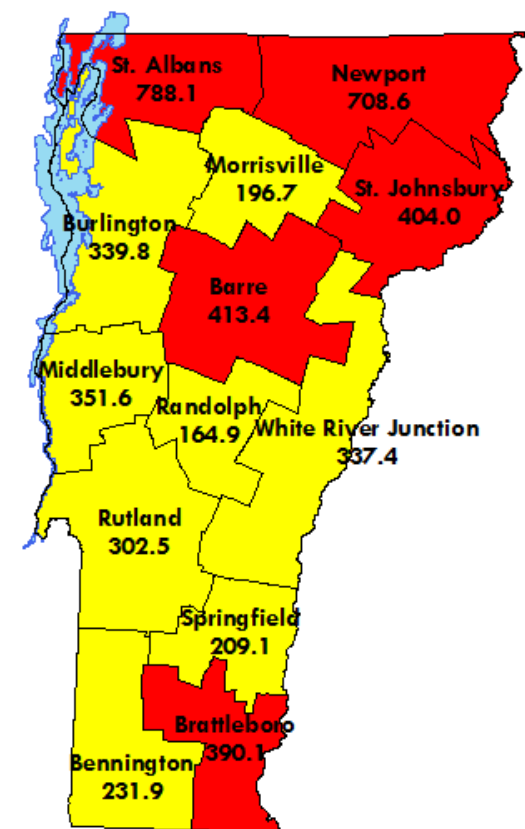 St. Albans
788.1
Newport
708.6
Morrisville
196.7
St. Johnsbury
404.0
Burlington
339.8
Barre
413.4
Middlebury
351.6
Randolph
164.9
White River Junction
337.4
Rutland
302.5
Springfield
209.1
Brattleboro
390.1
Bennington
231.9